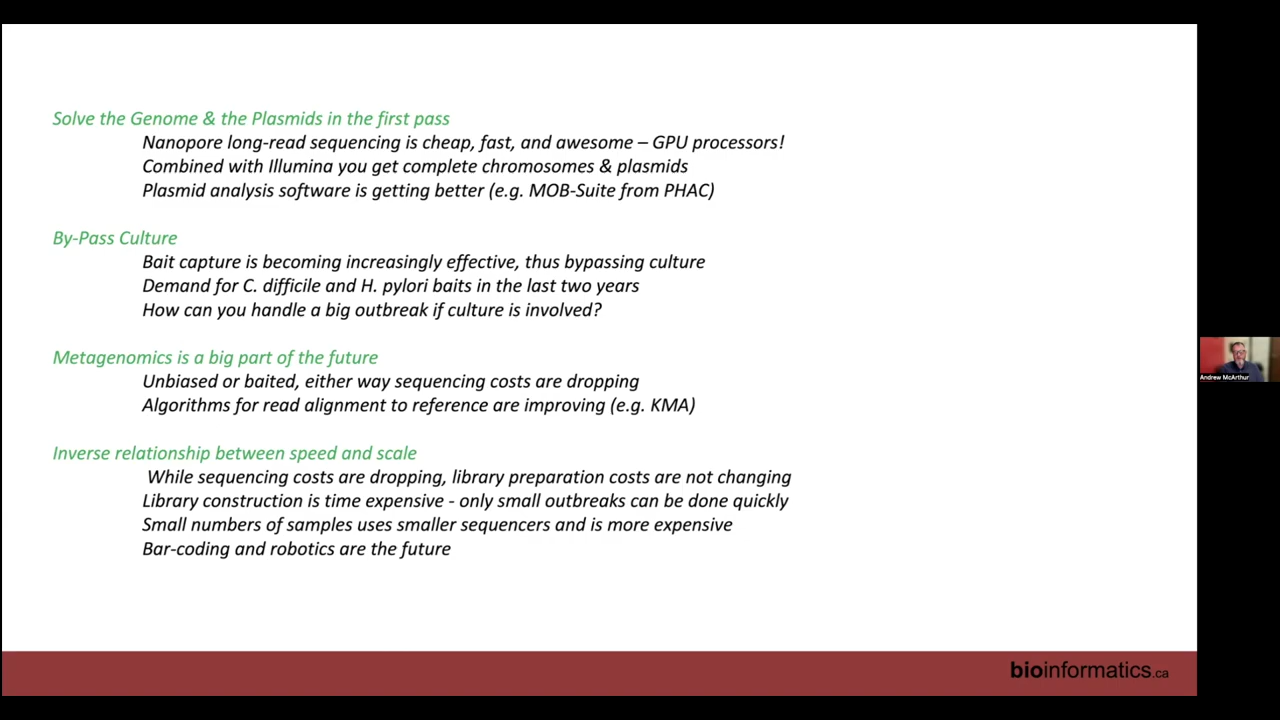 Solve the Genome & the Plasmids in the first pass
Nanopore long-read sequencing is cheap, fast, and awesome – GPU processors!
Combined with Illumina you get complete chromosomes & plasmids
Plasmid analysis software is getting better (e.g. MOB-Suite from PHAC)
By-Pass Culture
Bait capture is becoming increasingly effective, thus bypassing culture
Demand for C. difficile and H. pylori baits in the last two years
How can you handle a big outbreak if culture is involved?
Metagenomics is a big part of the future
Unbiased or baited, either way sequencing costs are dropping
Algorithms for read alignment to reference are improving (e.g. KMA)
Inverse relationship between speed and scale
While sequencing costs are dropping, library preparation costs are not changing
Library construction is time expensive - only small outbreaks can be done quickly
Small numbers of samples uses smaller sequencers and is more expensive
Bar-coding and robotics are the future
Andrew McArthur
bioinformatics.ca